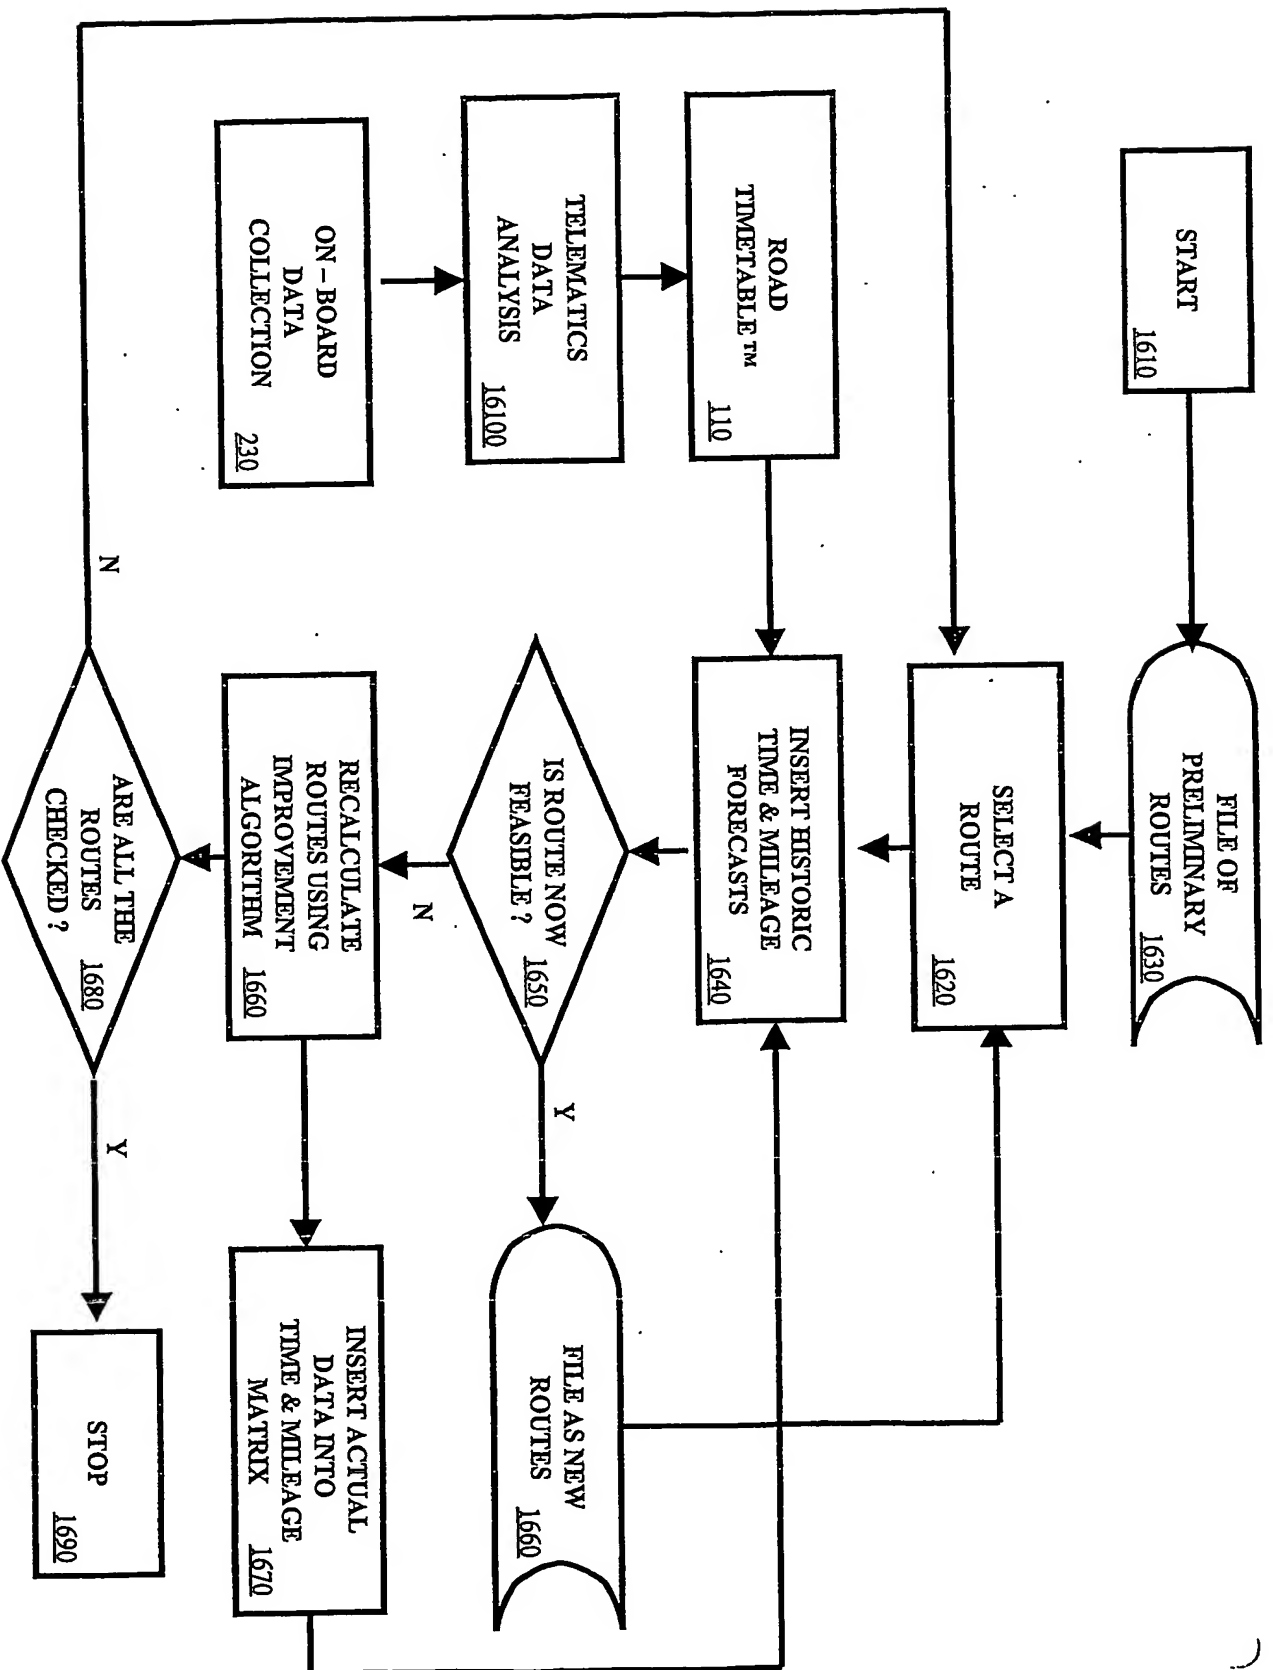 START
1610
FILE OF
PRELIMINARY
ROUTES
1630
SELECT A
ROUTE
1620
ROAD
TIMETABLE™
110
INSERT HISTORIC
TIME & MILEAGE
FORECASTS
1640
TELEMATICS
DATA
ANALYSIS
16100
IS ROUTE NOW
FEASIBLE ?
1650
Y
N
FILE AS NEW
ROUTES
1660
ON – BOARD
DATA
COLLECTION
230
RECALCULATE
ROUTES USING
IMPROVEMENT
ALGORITHM
1660
INSERT ACTUAL
DATA INTO
TIME & MILEAGE
MATRIX
1670
N
ARE ALL THE
ROUTES
CHECKED ?
1680
Y
STOP
1690